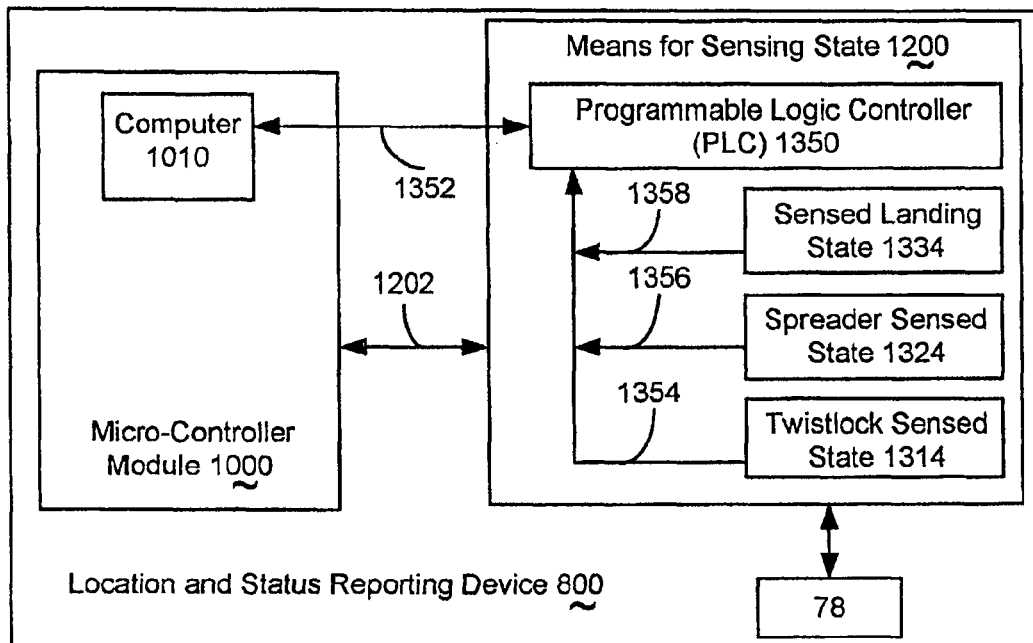 Means for Sensing State 1200
Computer
1010
Programmable Logic Controller
(PLC) 1350
1352
1358
Sensed Landing
State 1334
1202
1356
Spreader Sensed
State 1324
1354
Twistlock Sensed
State 1314
Micro-Controller
Module 1000
Location and Status Reporting Device 800
78